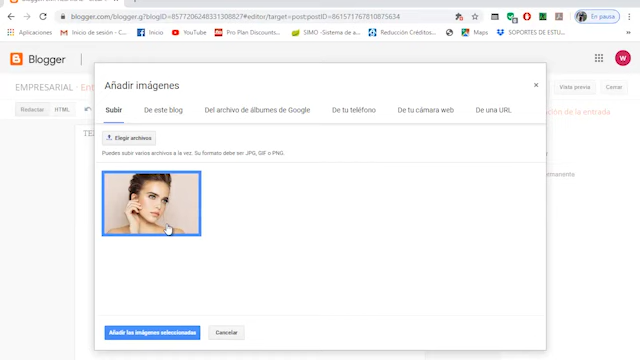 blogger.com/blogger.g?blogID=8577206248331308827#editor/target=post;postID=861571767810875634
En pausa
Aplicaciones
Inicio de sesión - C...
Inicio
YouTube
Pro Plan Discounts...
SIMO -Sistema de a...
Reducción Créditos...
Maps
SOPORTES DE ESTU...
Blogger
W
EMPRESARIAL
Vista previa
Cerrar
Redactar
HTML
Añadir imágenes
×
Subir
De este blog
Del archivo de álbumes de Google
De tu teléfono
De tu cámara web
De una URL
Elegir archivos
Puedes subir varios archivos a la vez. Su formato debe ser JPG, GIF o PNG.
Añadir las imágenes seleccionadas
Cancelar
ción de la entrada